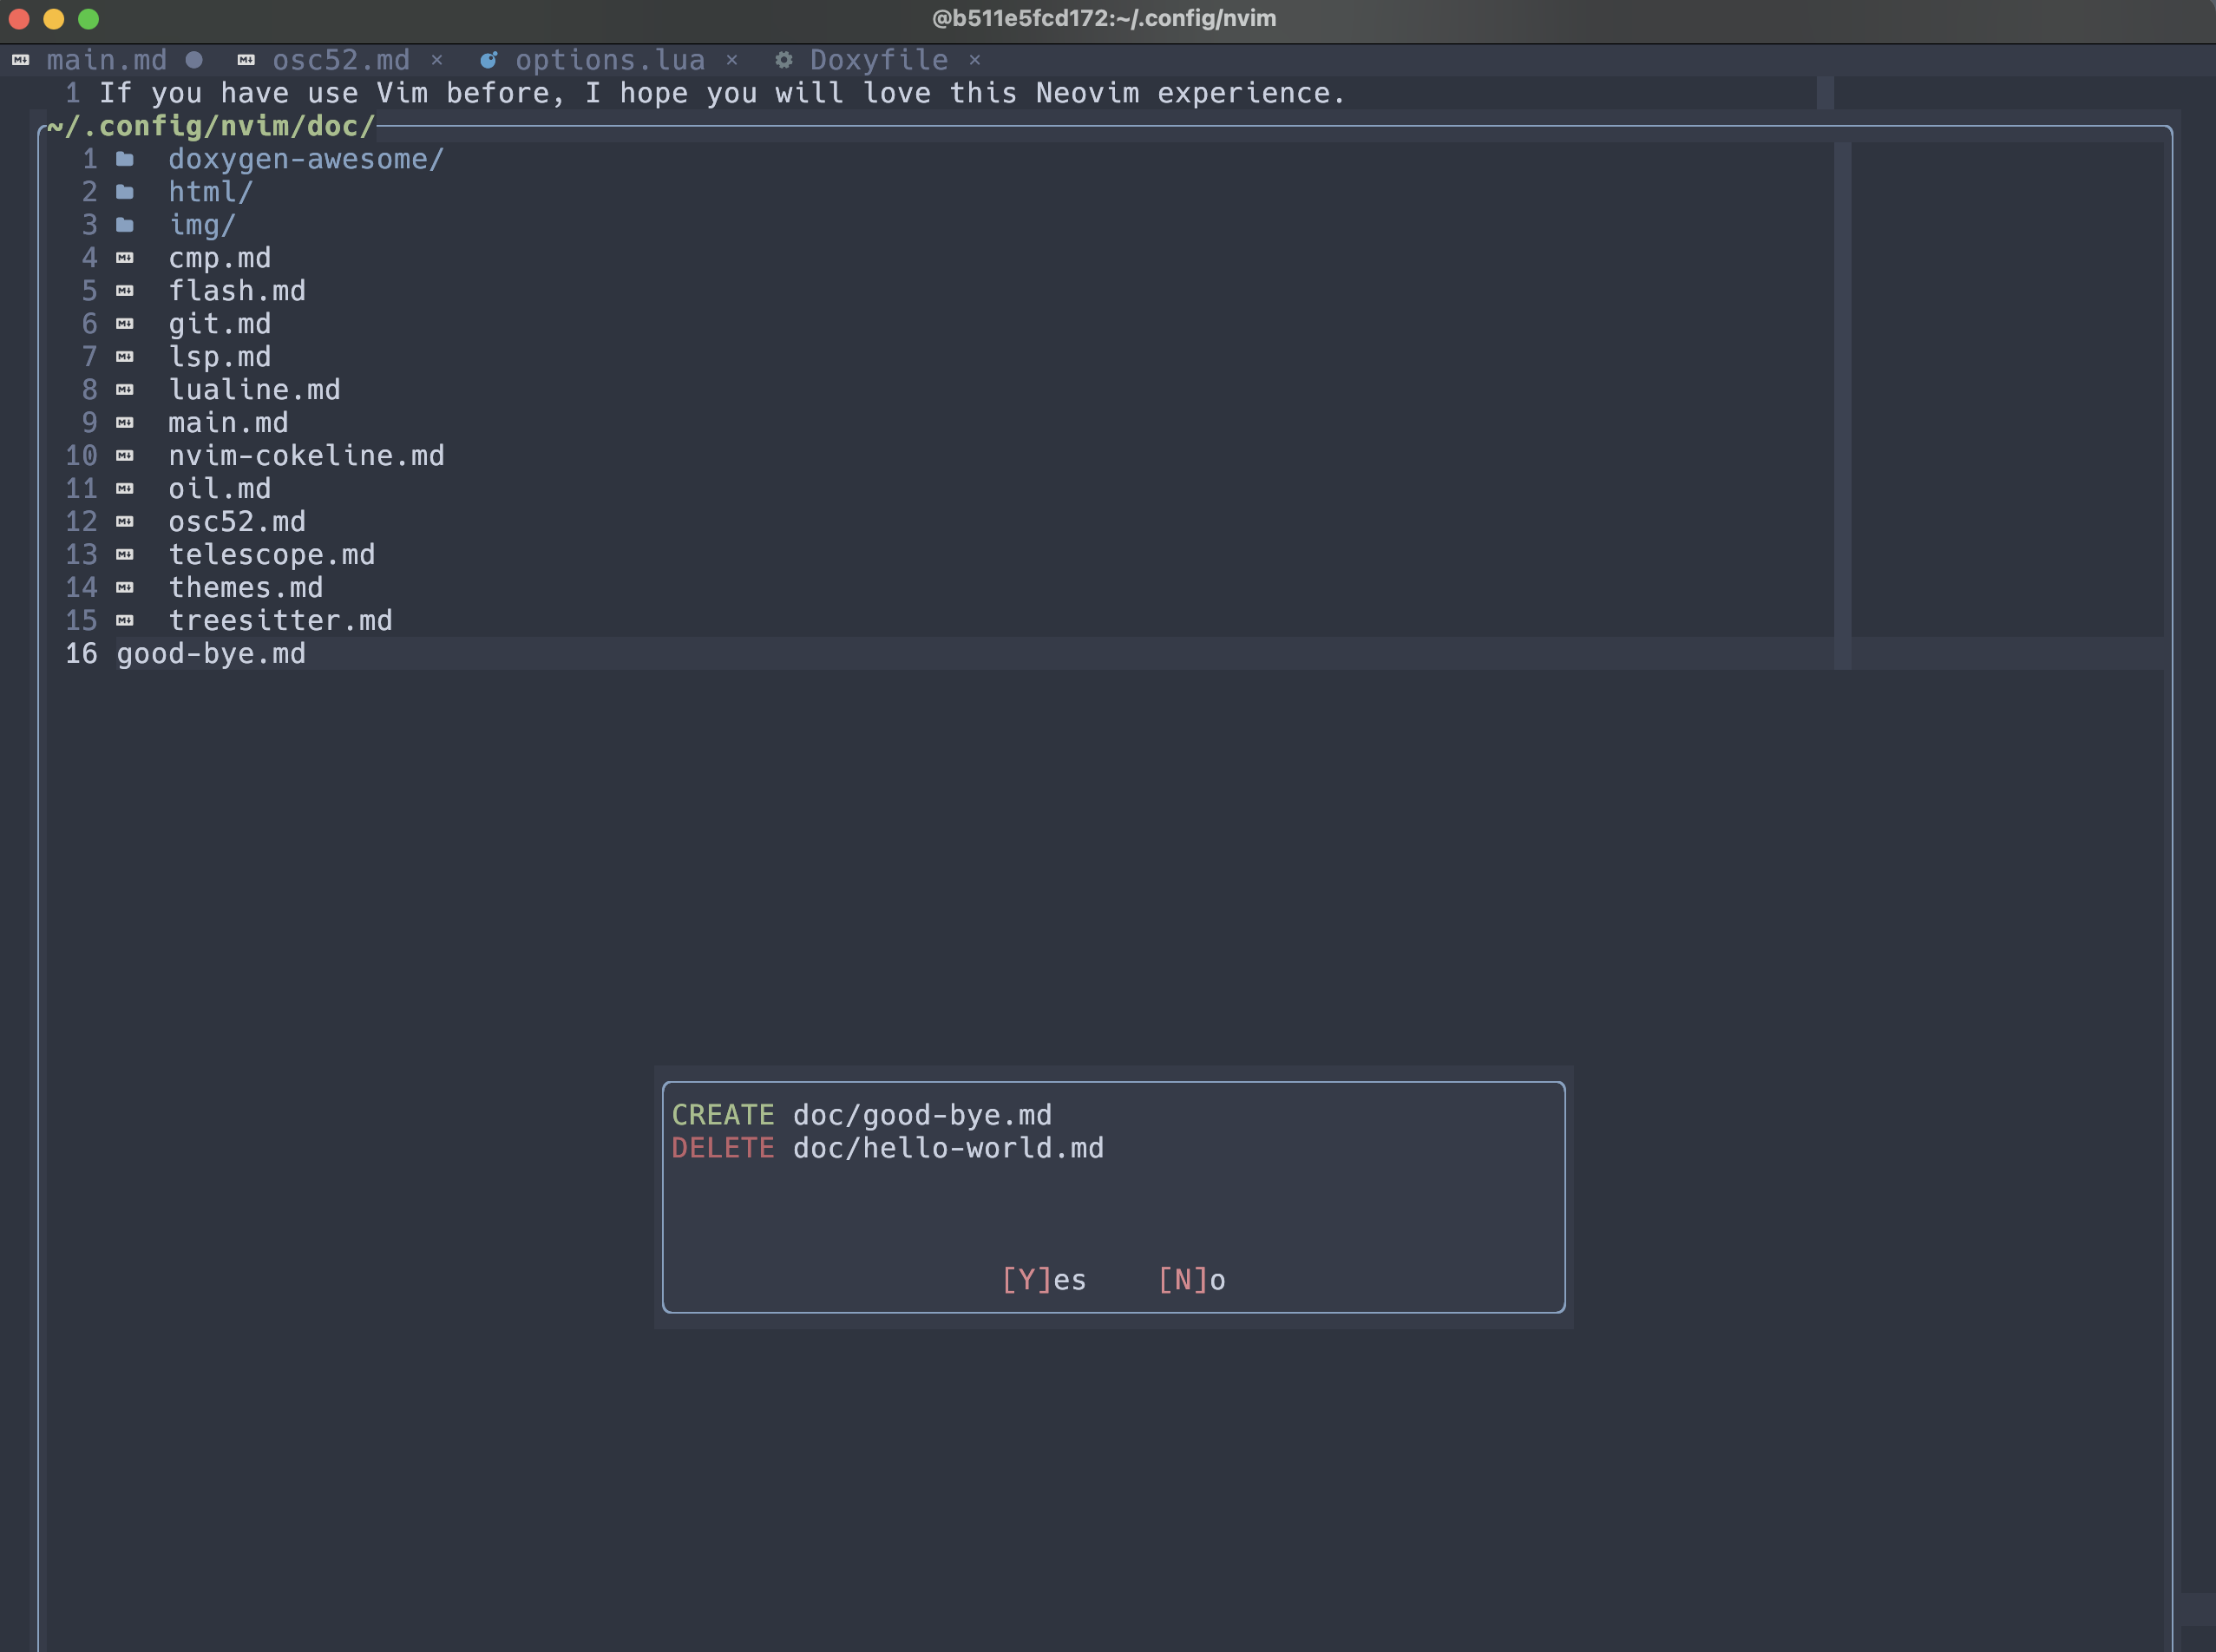 @b511e5fcd172:~/.config/nvim
main.md ● osc52.md × options.lua × Doxyfile ×
1 If you have use Vim before, I hope you will love this Neovim experience.
~/.config/nvim/doc/
1 doxygen-awesome/
2 html/
3 img/
4 cmp.md
5 flash.md
6 git.md
7 lsp.md
8 lualine.md
9 main.md
10 nvim-cokeline.md
11 oil.md
12 osc52.md
13 telescope.md
14 themes.md
15 treesitter.md
16 good-bye.md
CREATE doc/good-bye.md
DELETE doc/hello-world.md
[Y]es [N]o